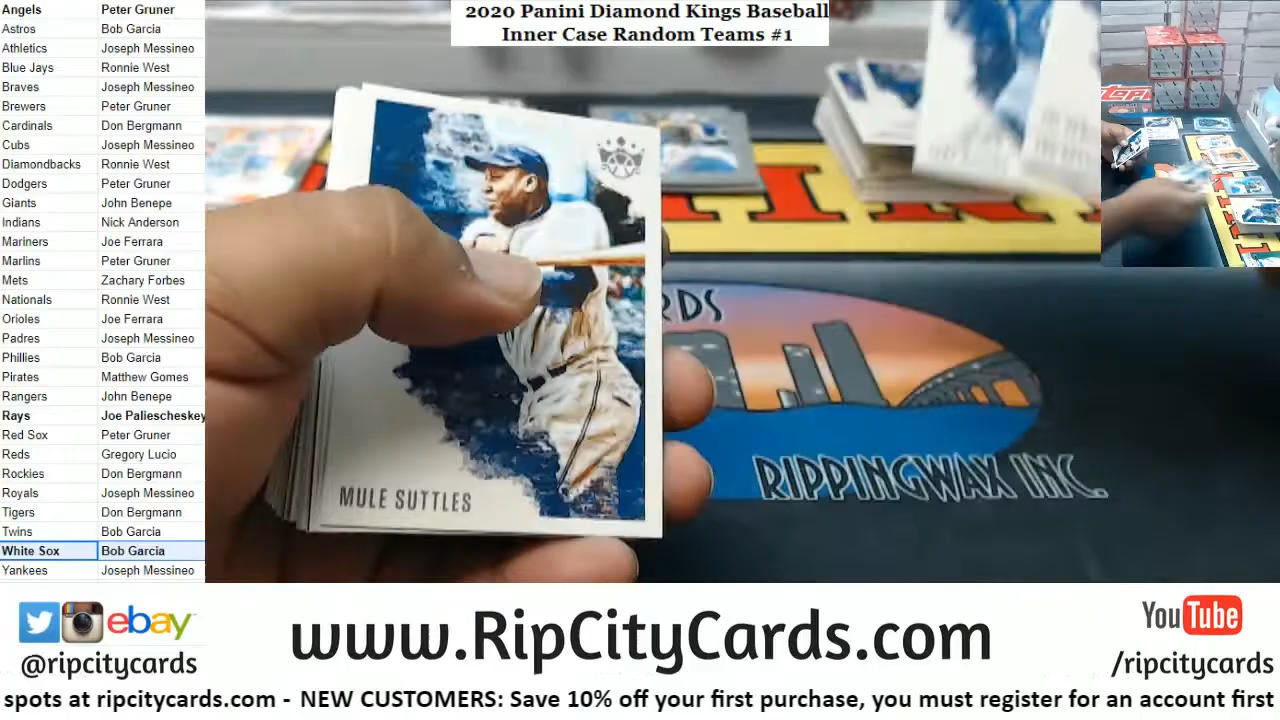 2020 Panini Diamond Kings Baseball
Inner Case Random Teams #1
Angels Peter Gruner
Astros Bob Garcia
Athletics Joseph Messineo
Blue Jays Ronnie West
Braves Joseph Messineo
Brewers Peter Gruner
Cardinals Don Bergmann
Cubs Joseph Messineo
Diamondbacks Ronnie West
Dodgers Peter Gruner
Giants John Benepe
Indians Nick Anderson
Mariners Joe Ferrara
Marlins Peter Gruner
Mets Zachary Forbes
Nationals Ronnie West
Orioles Joe Ferrara
Padres Joseph Messineo
Phillies Bob Garcia
Pirates Matthew Gomes
Rangers John Benepe
Rays Joe Paliescheskey
Red Sox Peter Gruner
Reds Gregory Lucio
Rockies Don Bergmann
Royals Joseph Messineo
Tigers Don Bergmann
Twins Bob Garcia
White Sox Bob Garcia
Yankees Joseph Messineo
MULE SUTTLES
RDS
RIPPINGWAX INC.
ebay
@ripcitycards
www.RipCityCards.com
YouTube
/ripcitycards
spots at ripcitycards.com - NEW CUSTOMERS: Save 10% off your first purchase, you must register for an account first